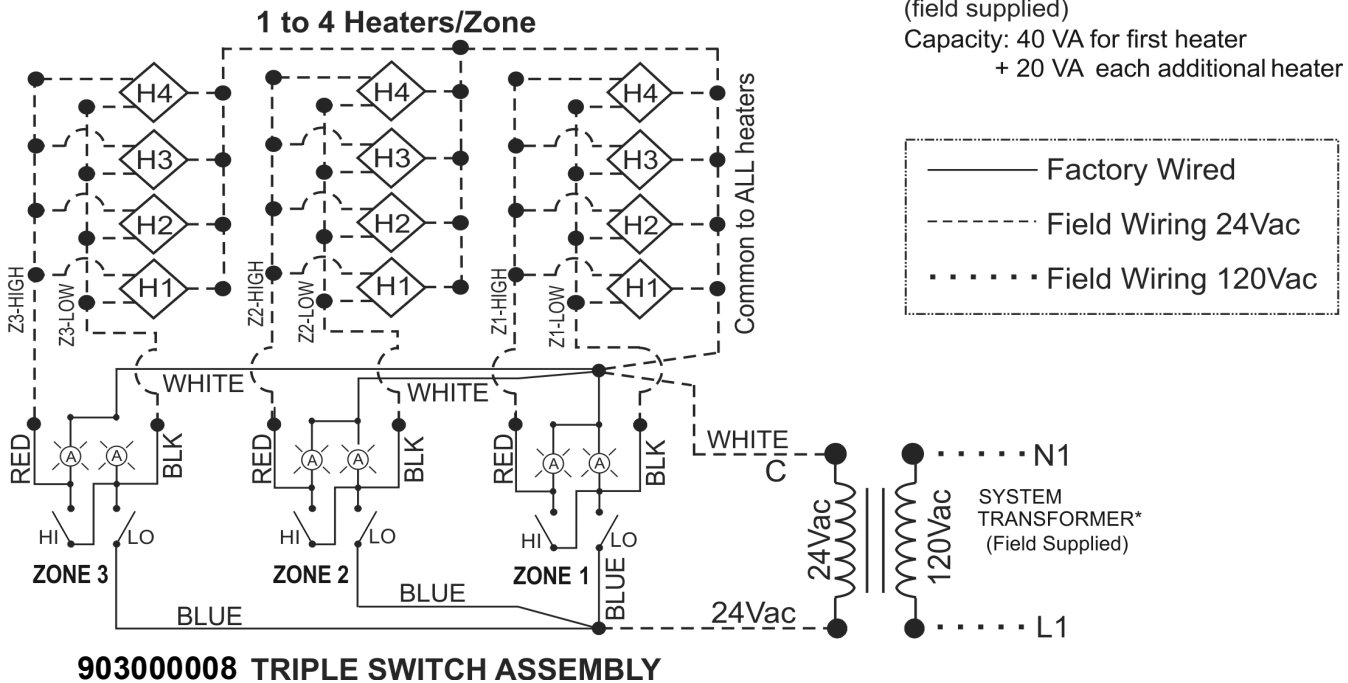 1 to 4 Heaters/Zone
(field supplied)
Capacity: 40 VA for first heater
+ 20 VA each additional heater
H4
H4
H4
H3
H3
H3
H2
H2
H2
H1
H1
H1
Z3-HIGH
Z3-LOW
Z2-HIGH
Z2-LOW
Z1-HIGH
Z1-LOW
Common to ALL heaters
Factory Wired
Field Wiring 24Vac
Field Wiring 120Vac
WHITE
WHITE
WHITE
C
RED
A
A
BLK
RED
A
A
BLK
RED
A
A
BLK
HI
LO
HI
LO
HI
LO
ZONE 3
ZONE 2
ZONE 1
BLUE
BLUE
BLUE
24Vac
24Vac
120Vac
N1
SYSTEM
TRANSFORMER*
(Field Supplied)
L1
903000008 TRIPLE SWITCH ASSEMBLY